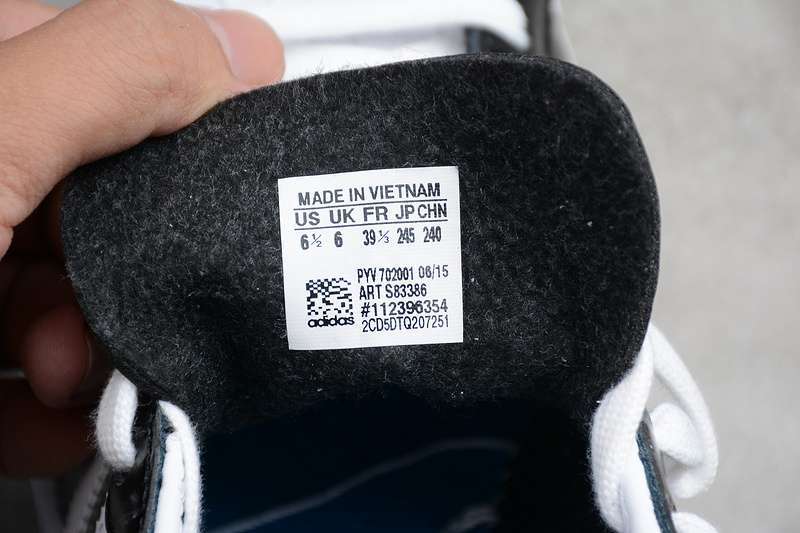 MADE IN VIETNAM
US UK FR JP CHN
6½ 6 39⅓ 245 240
PYV 702001 06/15
ART S83386
#112396354
adidas 2CD5DTQ207251